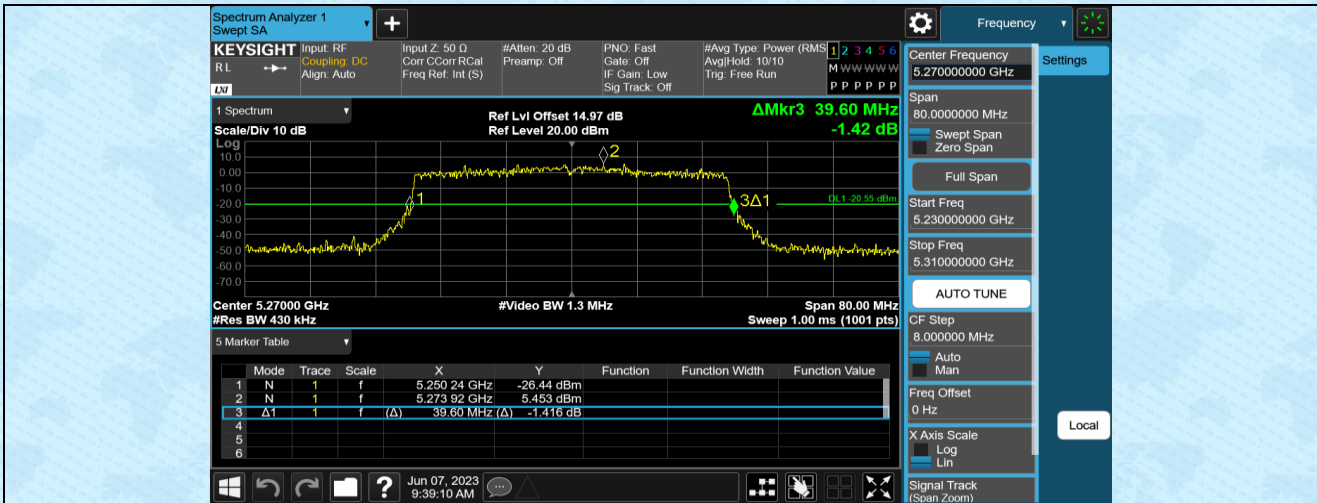 Spectrum Analyzer 1
Swept SA
+
Frequency
KEYSIGHT
RL
LXI
Input: RF
Coupling: DC
Align: Auto
Input Z: 50 Ω
Corr CCorr RCal
Freq Ref: Int (S)
#Atten: 20 dB
Preamp: Off
PNO: Fast
Gate: Off
IF Gain: Low
Sig Track: Off
#Avg Type: Power (RMS
Avg|Hold: 10/10
Trig: Free Run
1 2 3 4 5 6
M W W W W W
P P P P P P
1 Spectrum
Scale/Div 10 dB
Ref Lvl Offset 14.97 dB
Ref Level 20.00 dBm
ΔMkr3 39.60 MHz
-1.42 dB
Log
10.0
0.00
-10.0
-20.0
-30.0
-40.0
-50.0
-60.0
-70.0
1
2
3Δ1
DL1 -20.55 dBm
Center 5.27000 GHz
#Video BW 1.3 MHz
Span 80.00 MHz
#Res BW 430 kHz
Sweep 1.00 ms (1001 pts)
5 Marker Table
Mode Trace Scale X Y Function Function Width Function Value
1 N 1 f 5.250 24 GHz -26.44 dBm
2 N 1 f 5.273 92 GHz 5.453 dBm
3 Δ1 1 f (Δ) 39.60 MHz (Δ) -1.416 dB
4
5
6
?
Jun 07, 2023
9:39:10 AM
Center Frequency
5.270000000 GHz
Span
80.0000000 MHz
Swept Span
Zero Span
Full Span
Start Freq
5.230000000 GHz
Stop Freq
5.310000000 GHz
AUTO TUNE
CF Step
8.000000 MHz
Auto
Man
Freq Offset
0 Hz
X Axis Scale
Log
Lin
Signal Track
(Span Zoom)
Settings
Local